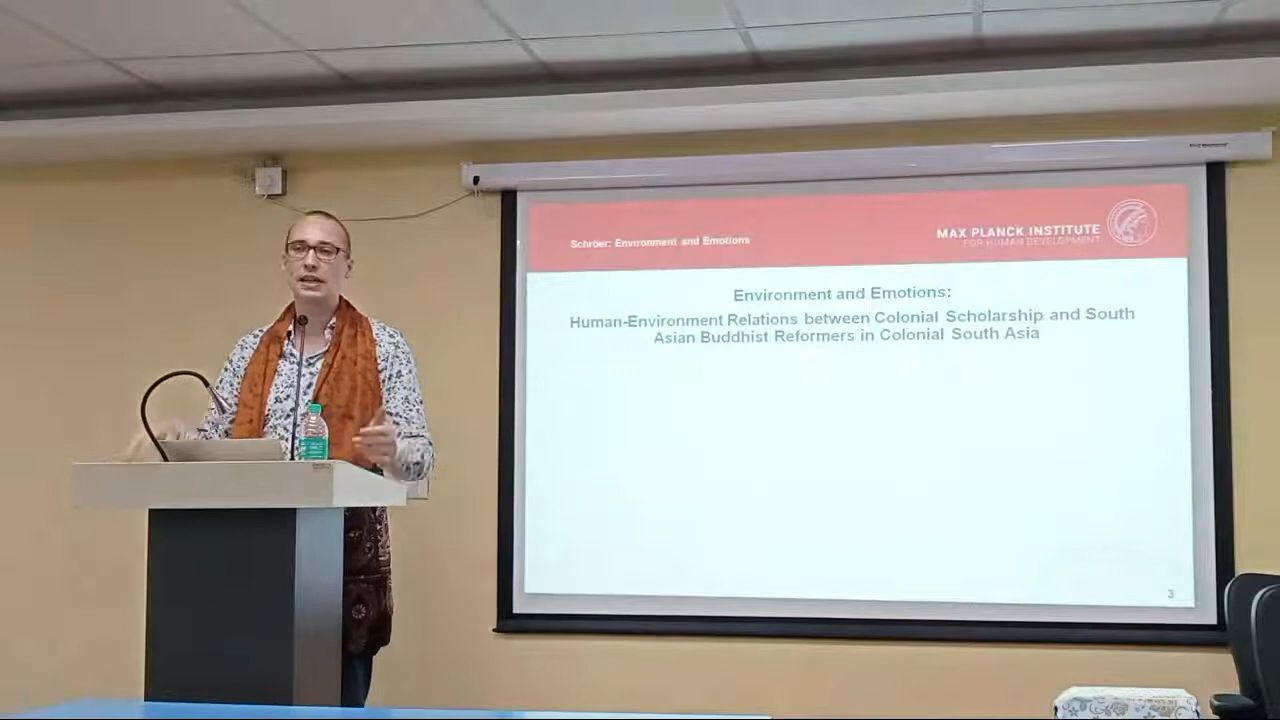 Schröer: Environment and Emotions
MAX PLANCK INSTITUTE
FOR HUMAN DEVELOPMENT
Environment and Emotions:
Human-Environment Relations between Colonial Scholarship and South
Asian Buddhist Reformers in Colonial South Asia
3